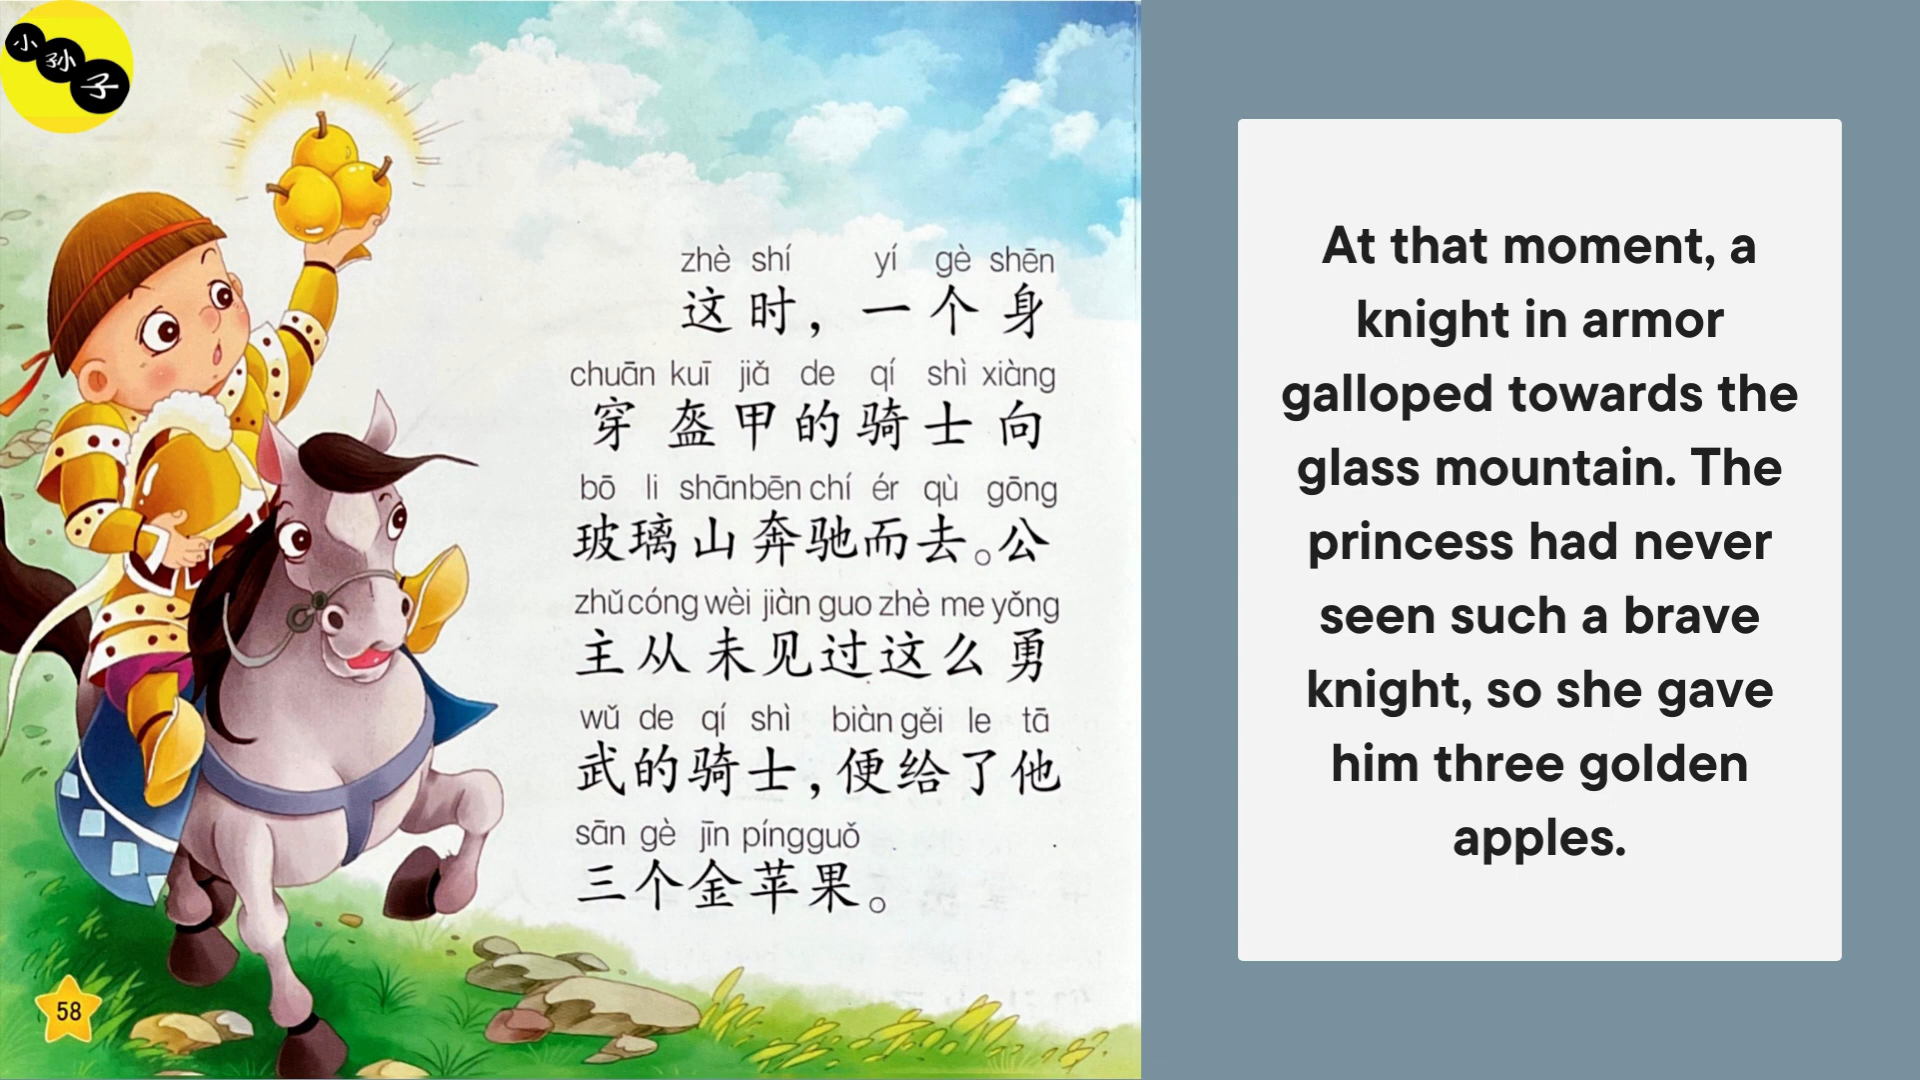 小孙子
zhè shí yí gè shēn
这时，一个身
chuān kuī jiǎ de qí shì xiàng
穿盔甲的骑士向
bō li shān bēn chí ér qù gōng
玻璃山奔驰而去。公
zhǔ cóng wèi jiàn guo zhè me yǒng
主从未见过这么勇
wǔ de qí shì biàn gěi le tā
武的骑士，便给了他
sān gè jīn píngguǒ
三个金苹果。
58
At that moment, a
knight in armor
galloped towards the
glass mountain. The
princess had never
seen such a brave
knight, so she gave
him three golden
apples.